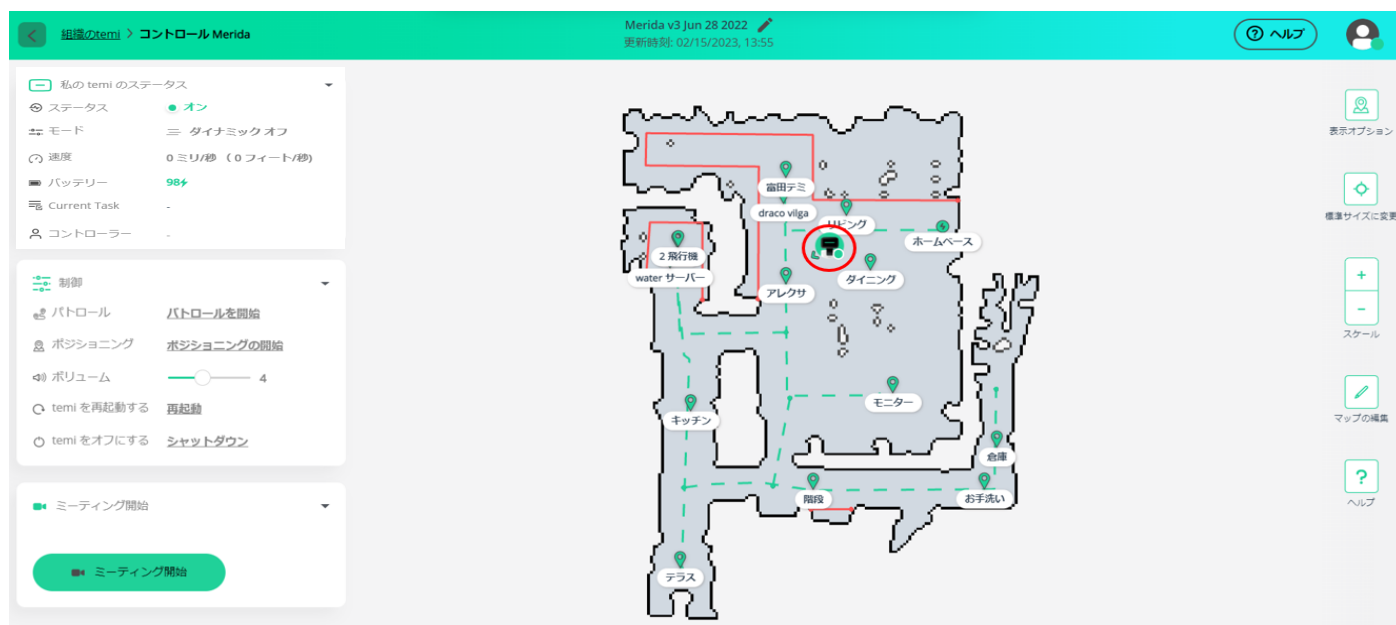 組織のtemi > コントロール Merida
Merida v3 Jun 28 2022
更新時刻: 02/15/2023, 13:55
ヘルプ
私の temi のステータス
ステータス オン
モード ダイナミック オフ
速度 0 ミリ/秒 ( 0 フィート/秒)
バッテリー 98
Current Task -
コントローラー -
制御
パトロール パトロールを開始
ポジショニング ポジショニングの開始
ボリューム 4
temi を再起動する 再起動
temi をオフにする シャットダウン
ミーティング開始
ミーティング開始
富田テミ
draco vilga
リビング
ホームベース
2 飛行機
water サーバー
ダイニング
アレクサ
モニター
キッチン
倉庫
階段
お手洗い
テラス
表示オプション
標準サイズに変更
+
-
スケール
マップの編集
?
ヘルプ